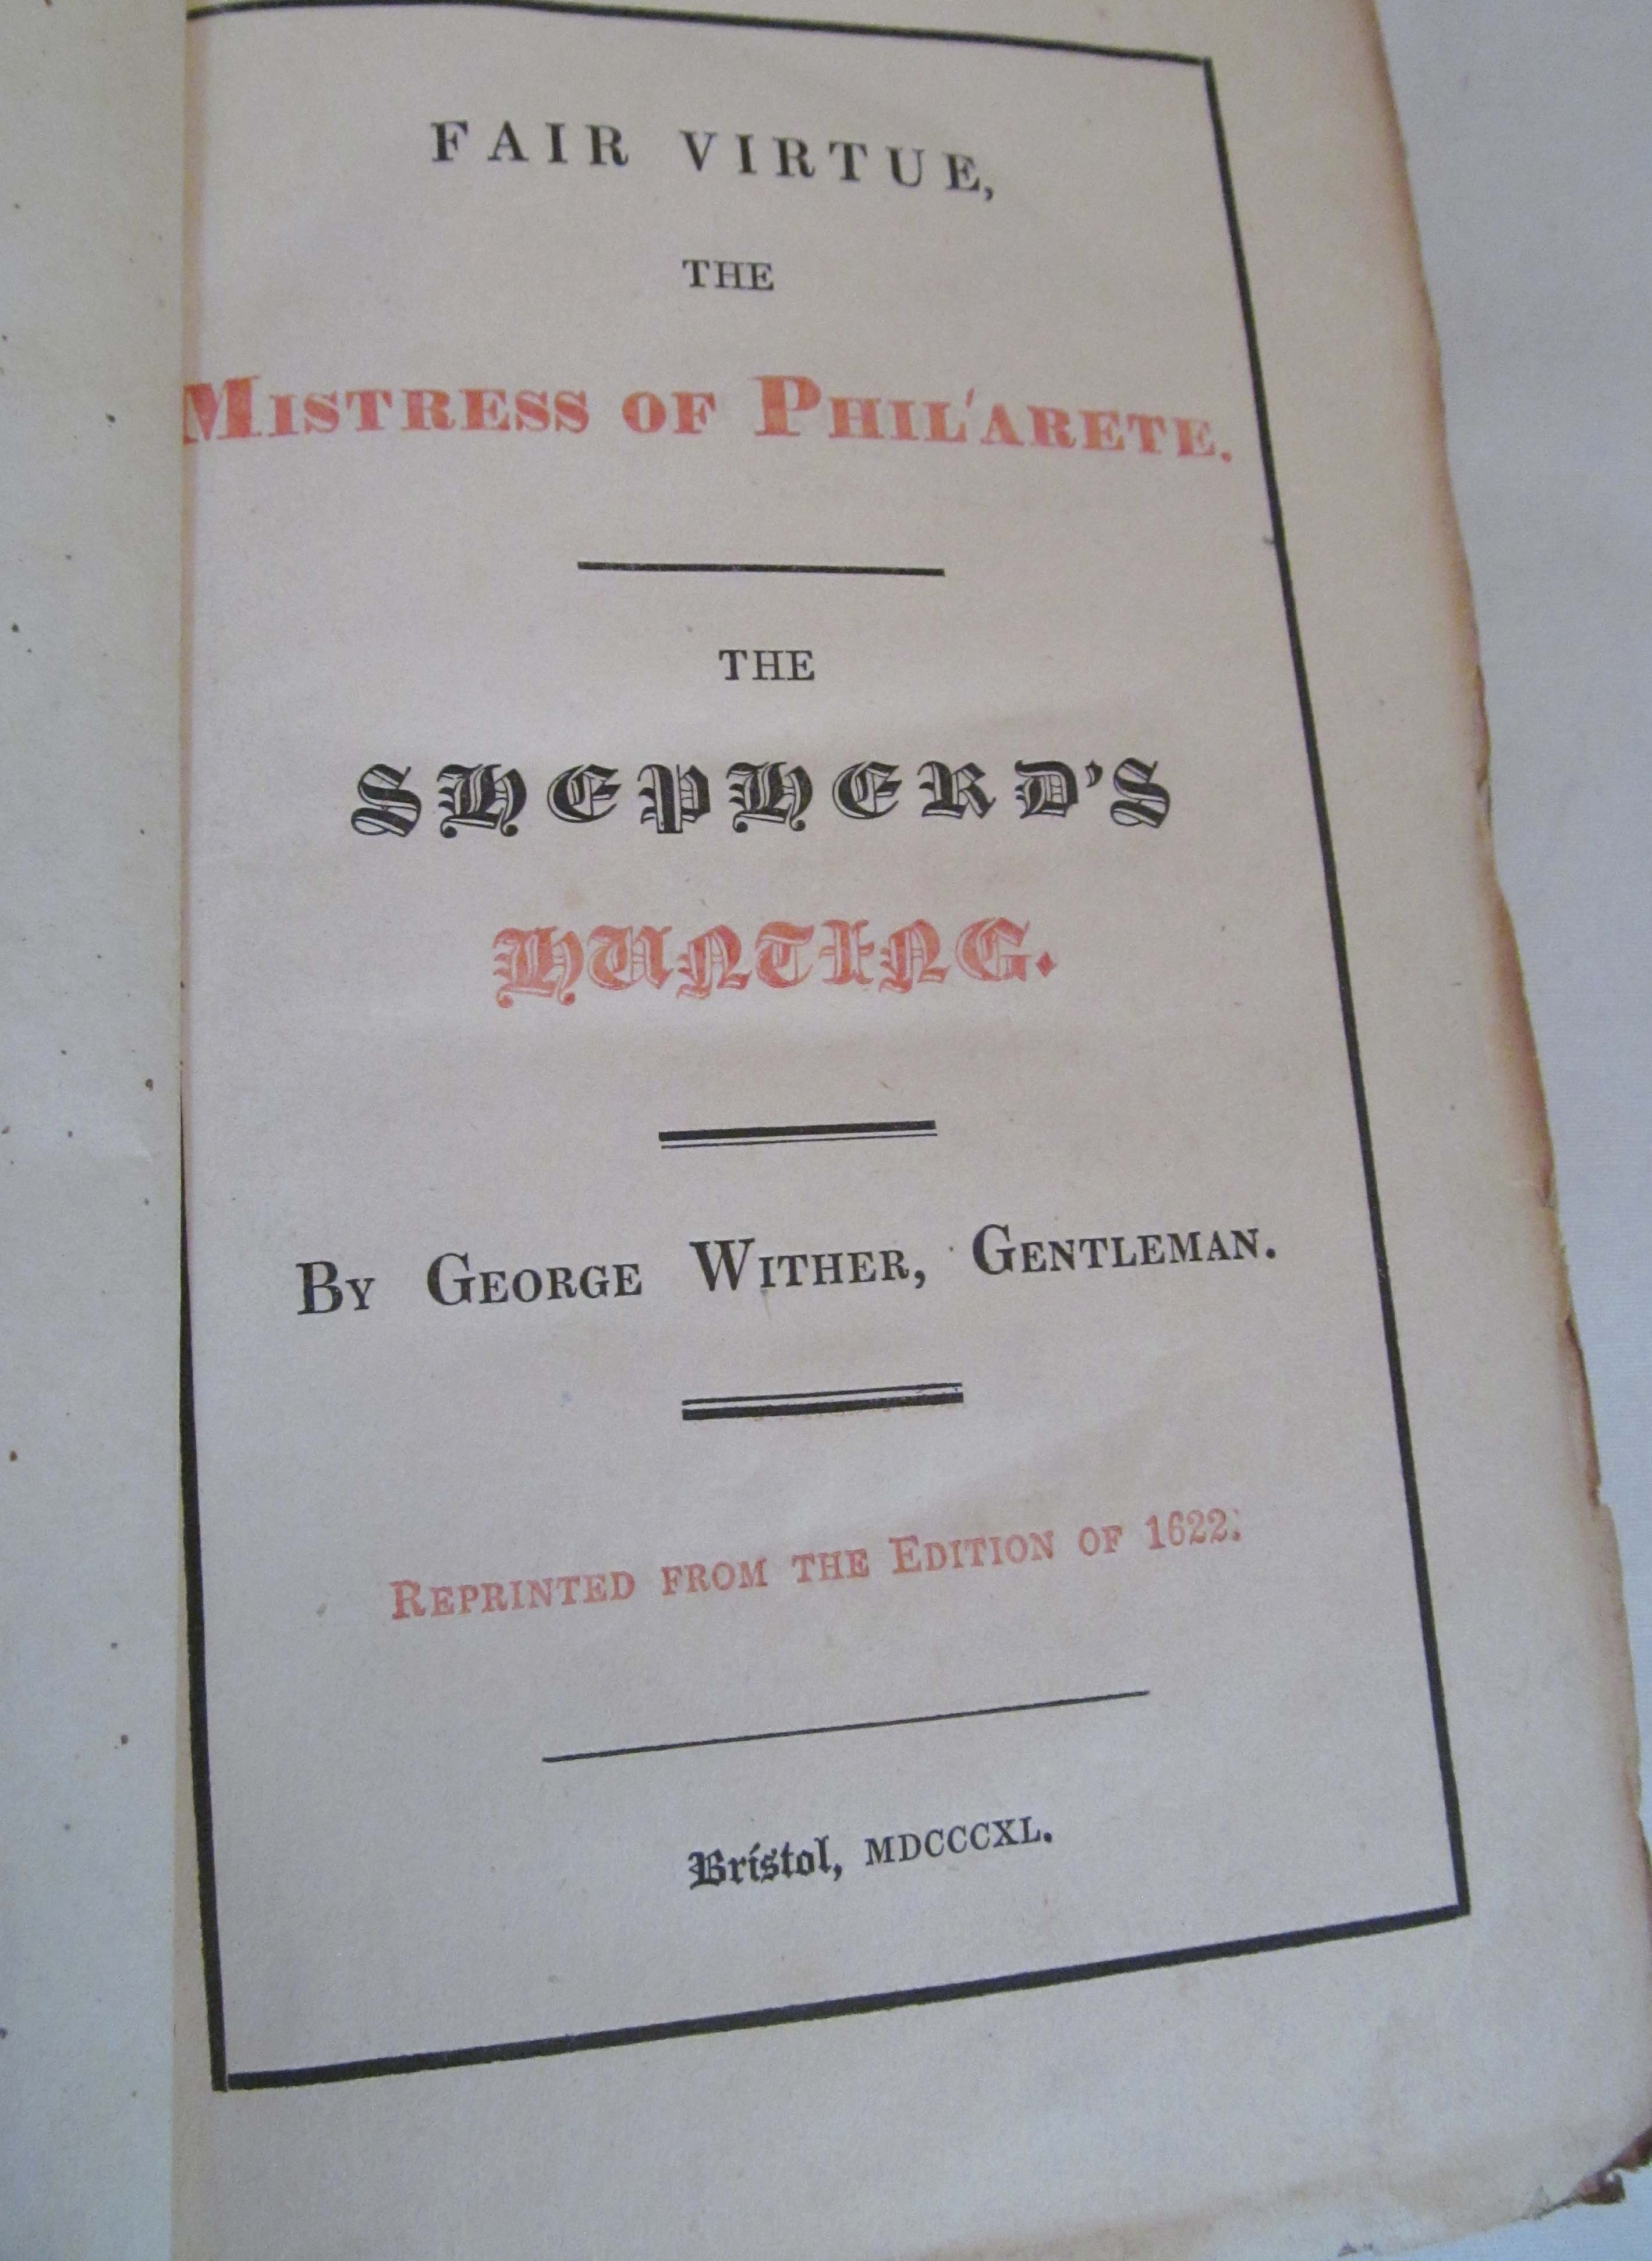 FAIR VIRTUE,
THE
MISTRESS OF PHIL'ARETE.
THE
SHEPHERD'S
HUNTING.
BY GEORGE WITHER, GENTLEMAN.
REPRINTED FROM THE EDITION OF 1622.
Bristol, MDCCCXL.